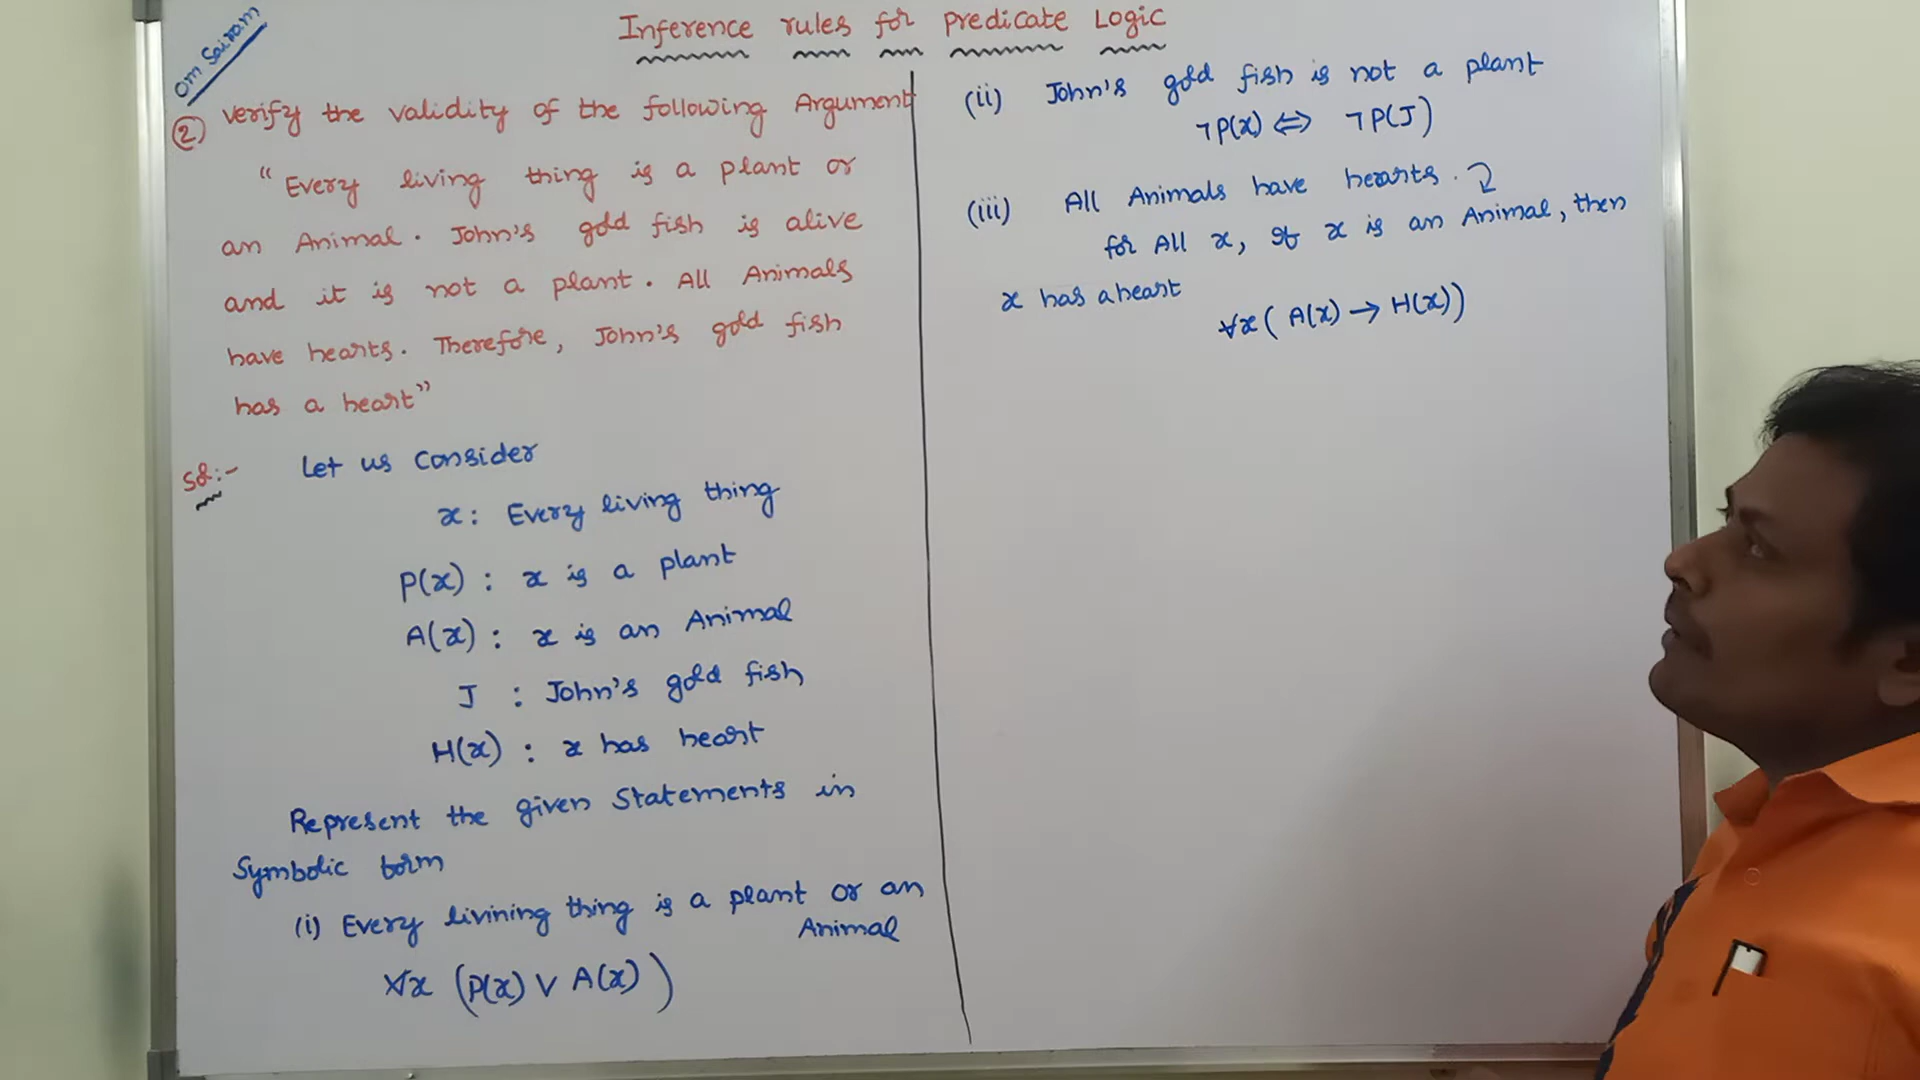 Om Sairam
Inference rules for predicate Logic
② verify the validity of the following Argument
“Every living thing is a plant or
an Animal. John's gold fish is alive
and it is not a plant. All Animals
have hearts. Therefore, John's gold fish
has a heart”
Sol:- Let us consider
x: Every living thing
P(x) : x is a plant
A(x) : x is an Animal
J : John's gold fish
H(x) : x has heart
Represent the given Statements in
Symbolic form
(i) Every livining thing is a plant or an
Animal
∀x (P(x) ∨ A(x))
(ii) John's gold fish is not a plant
¬P(x) ⇔ ¬P(J)
(iii) All Animals have hearts.
for All x, If x is an Animal, then
x has a heart
∀x ( A(x) → H(x))